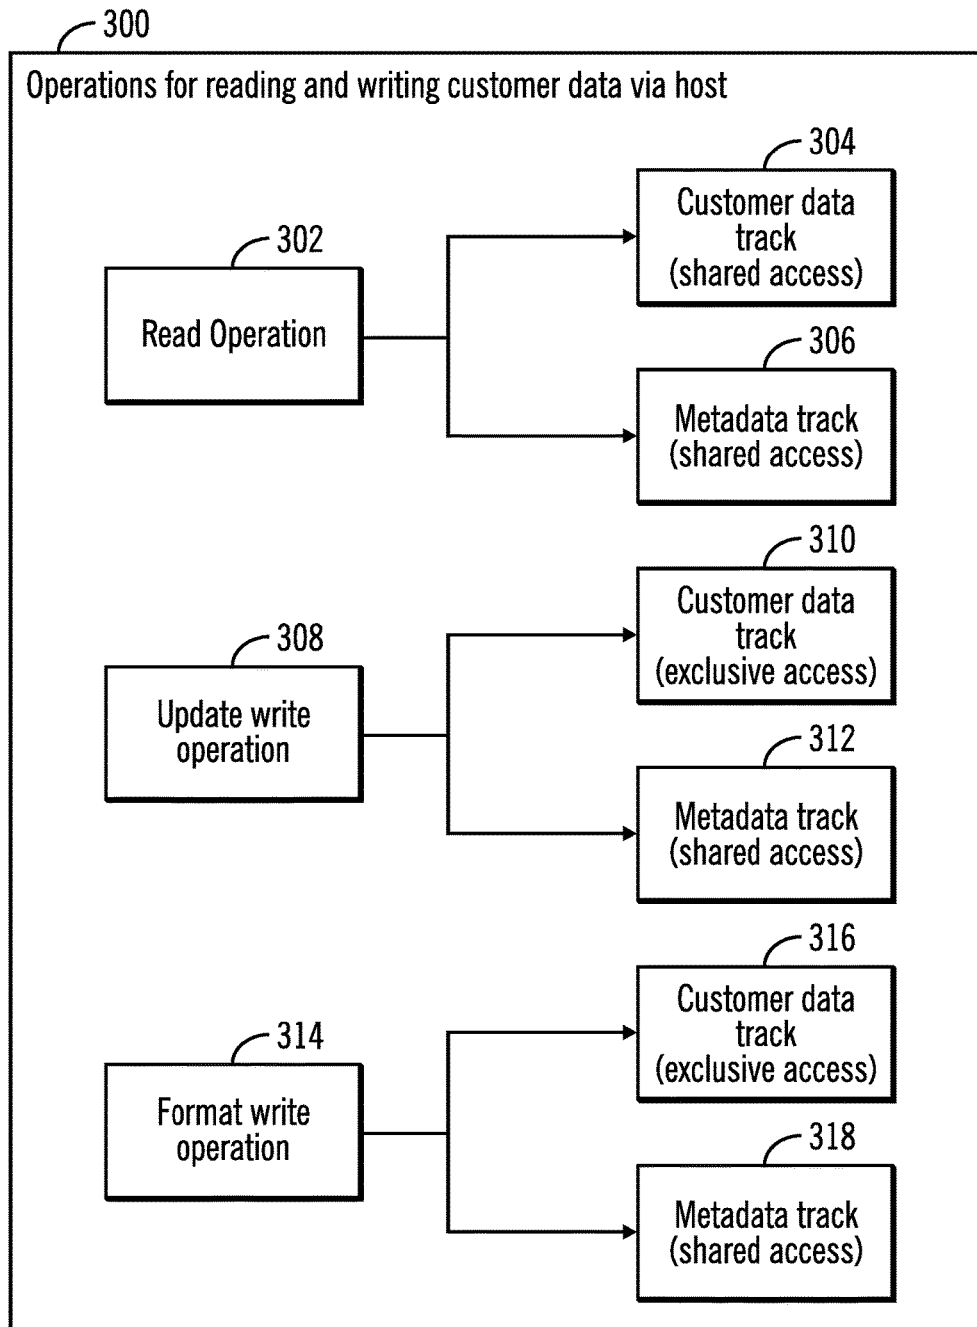 300
Operations for reading and writing customer data via host
304
Customer data
track
(shared access)
302
Read Operation
306
Metadata track
(shared access)
310
Customer data
track
(exclusive access)
308
Update write
operation
312
Metadata track
(shared access)
316
Customer data
track
(exclusive access)
314
Format write
operation
318
Metadata track
(shared access)